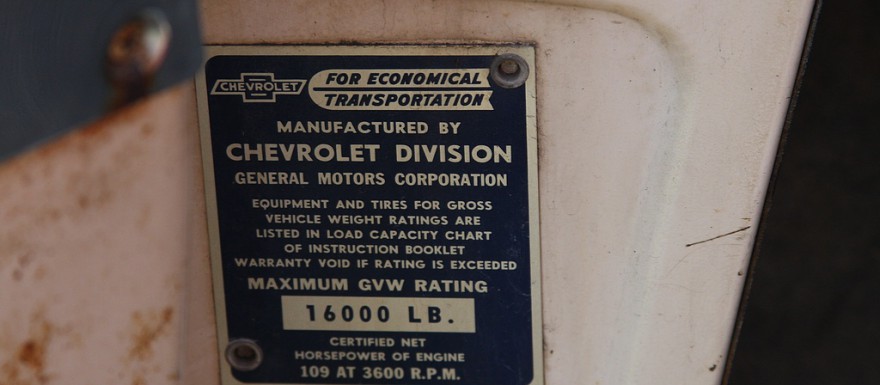 CHEVROLET
FOR ECONOMICAL
TRANSPORTATION
MANUFACTURED BY
CHEVROLET DIVISION
GENERAL MOTORS CORPORATION
EQUIPMENT AND TIRES FOR GROSS
VEHICLE WEIGHT RATINGS ARE
LISTED IN LOAD CAPACITY CHART
OF INSTRUCTION BOOKLET
WARRANTY VOID IF RATING IS EXCEEDED
MAXIMUM GVW RATING
16000 LB.
CERTIFIED NET
HORSEPOWER OF ENGINE
109 AT 3600 R.P.M.